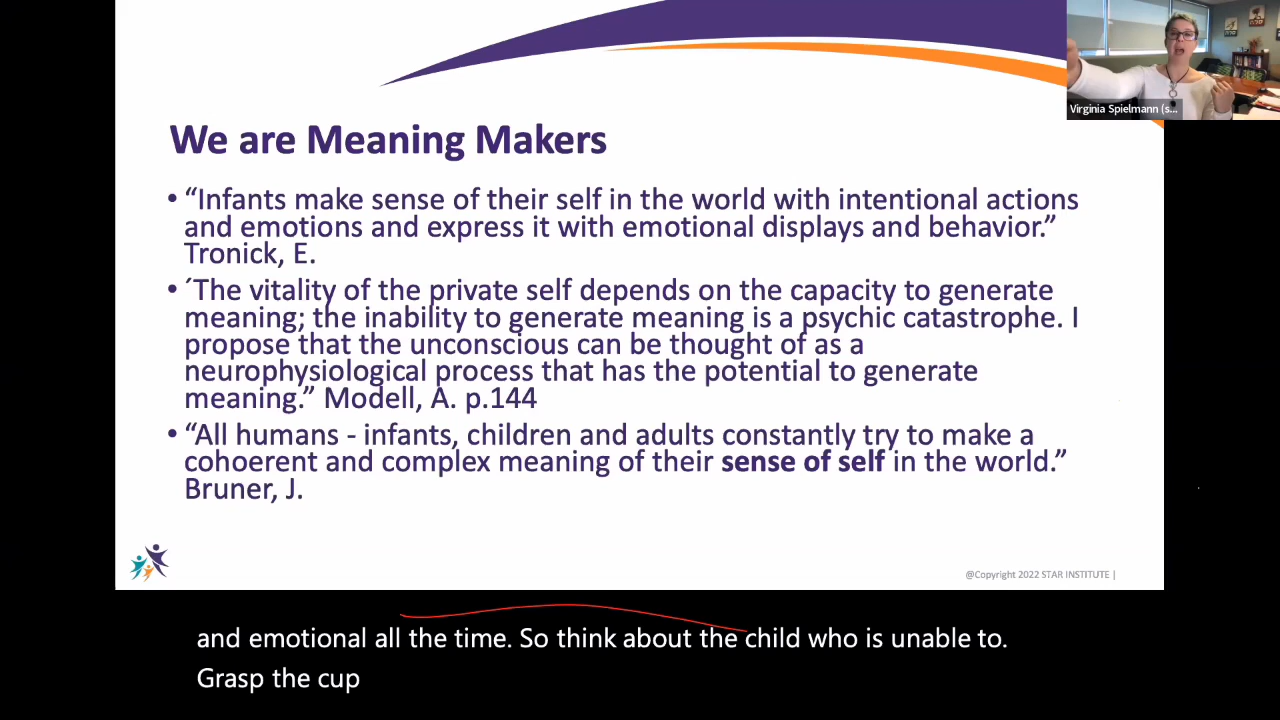 Virginia Spielmann (s...
We are Meaning Makers
• “Infants make sense of their self in the world with intentional actions
and emotions and express it with emotional displays and behavior.”
Tronick, E.
• ´The vitality of the private self depends on the capacity to generate
meaning; the inability to generate meaning is a psychic catastrophe. I
propose that the unconscious can be thought of as a
neurophysiological process that has the potential to generate
meaning.” Modell, A. p.144
• “All humans - infants, children and adults constantly try to make a
cohoerent and complex meaning of their sense of self in the world.”
Bruner, J.
@Copyright 2022 STAR INSTITUTE |
and emotional all the time. So think about the child who is unable to.
Grasp the cup